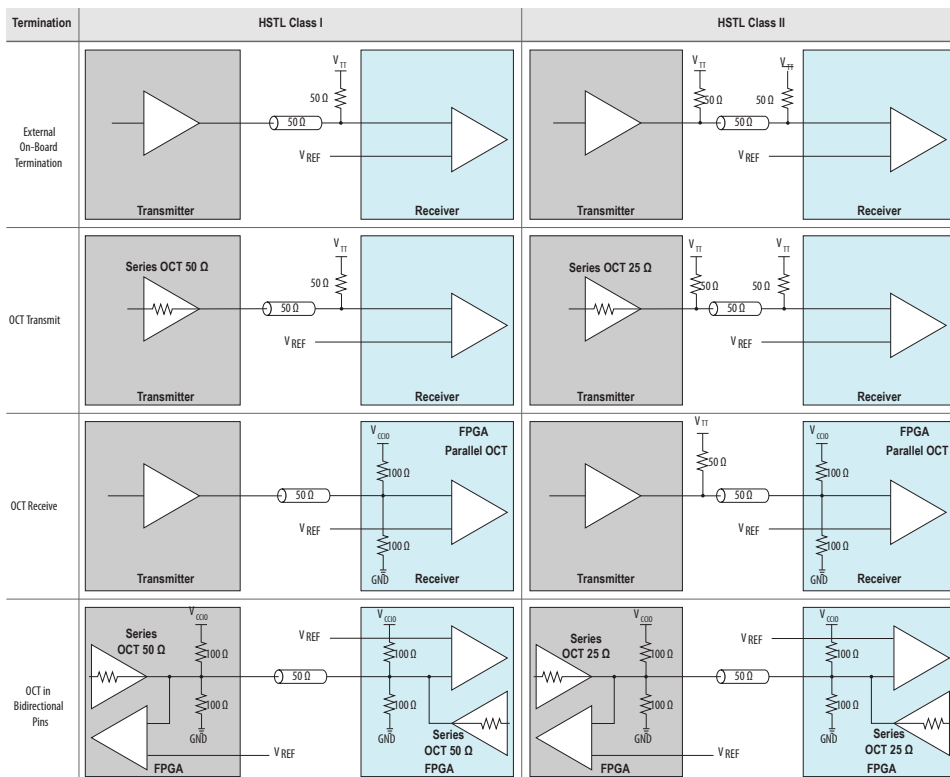 Termination
HSTL Class I
HSTL Class II
External
On-Board
Termination
V TT
50 Ω
50 Ω
V REF
Transmitter
Receiver
V TT
V TT
50 Ω
50 Ω
50 Ω
V REF
Transmitter
Receiver
OCT Transmit
Series OCT 50 Ω
V TT
50 Ω
50 Ω
V REF
Transmitter
Receiver
Series OCT 25 Ω
V TT
V TT
50 Ω
50 Ω
50 Ω
V REF
Transmitter
Receiver
OCT Receive
V CCIO
FPGA
Parallel OCT
100 Ω
50 Ω
V REF
100 Ω
GND
Transmitter
Receiver
V TT
50 Ω
V CCIO
FPGA
Parallel OCT
100 Ω
50 Ω
V REF
100 Ω
GND
Transmitter
Receiver
OCT in
Bidirectional
Pins
Series
OCT 50 Ω
V CCIO
100 Ω
100 Ω
GND
V REF
FPGA
50 Ω
V REF
V CCIO
100 Ω
100 Ω
GND
Series
OCT 50 Ω
FPGA
Series
OCT 25 Ω
V CCIO
100 Ω
100 Ω
GND
V REF
FPGA
50 Ω
V REF
V CCIO
100 Ω
100 Ω
GND
Series
OCT 25 Ω
FPGA